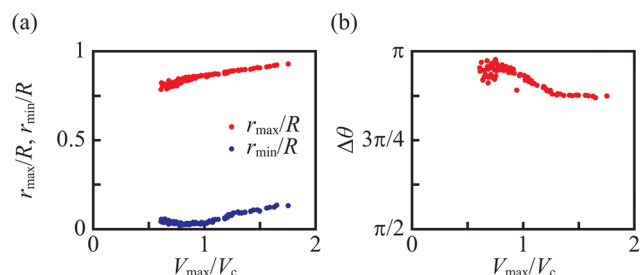 (a)
r_max/R, r_min/R
1
0.5
0
r_max/R
r_min/R
0
1
2
V_max/V_c
(b)
Δθ
π
3π/4
π/2
0
1
2
V_max/V_c